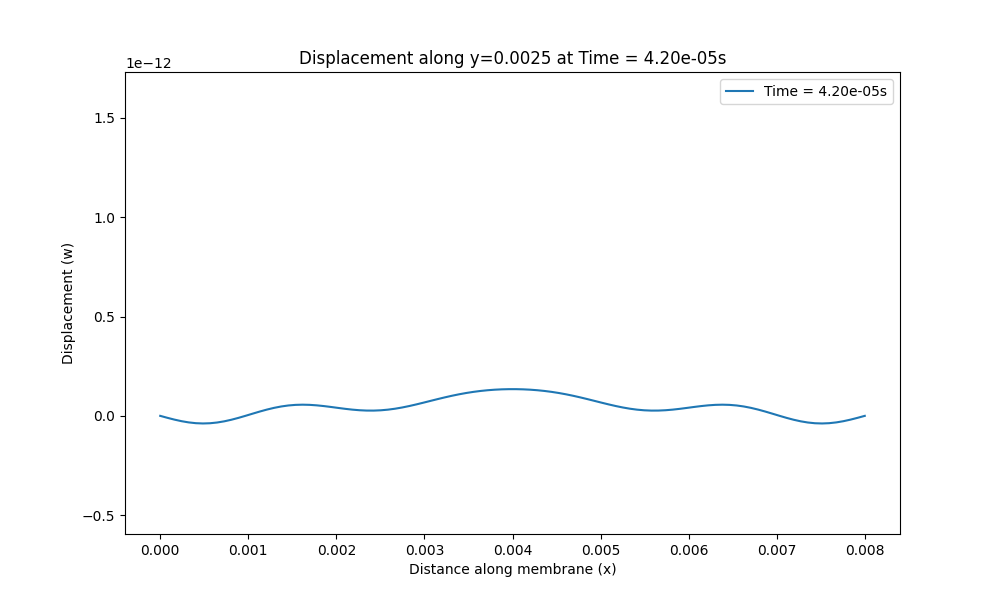 Displacement along y=0.0025 at Time = 4.20e-05s
1e−12
Time = 4.20e-05s
1.5
1.0
0.5
0.0
−0.5
Displacement (w)
0.000 0.001 0.002 0.003 0.004 0.005 0.006 0.007 0.008
Distance along membrane (x)